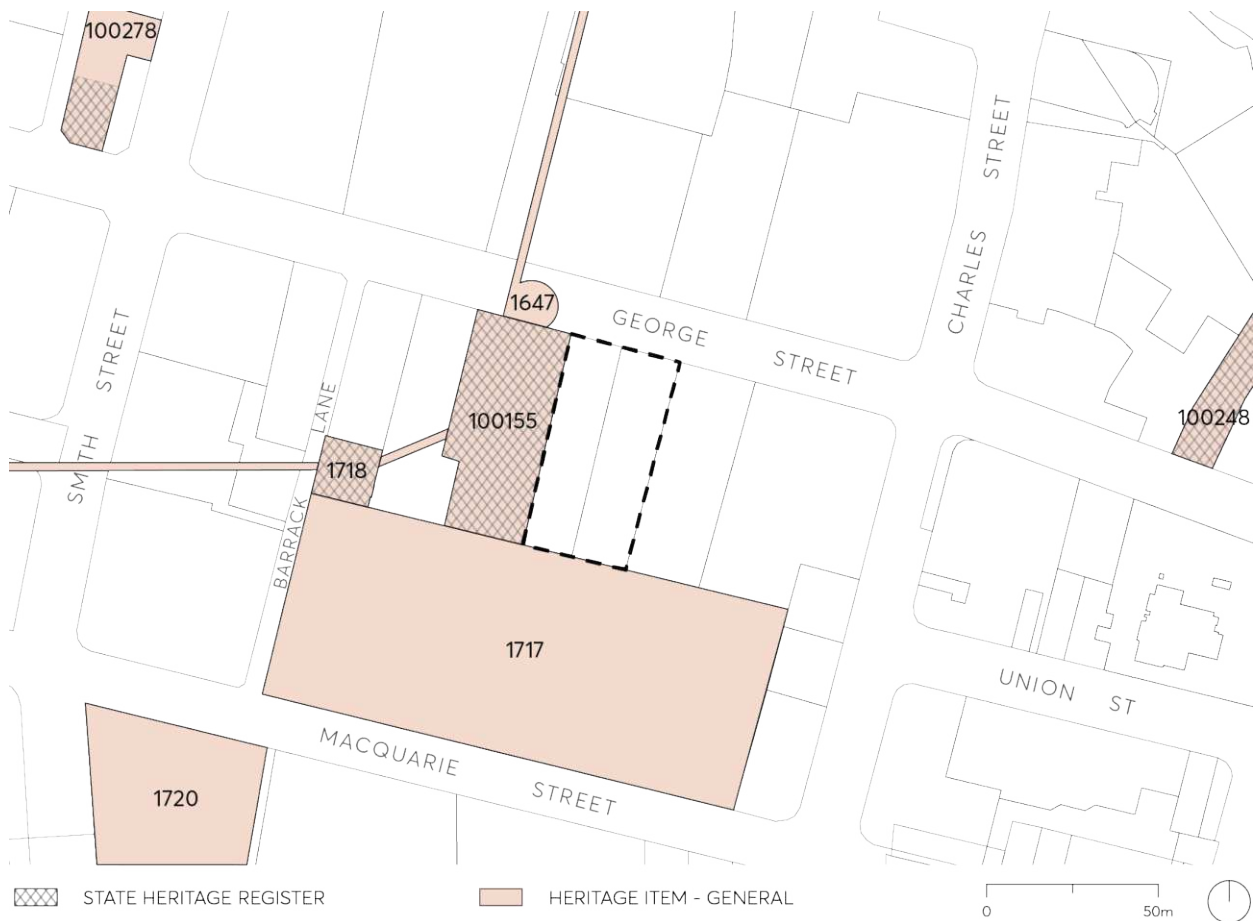 100278
CHARLES STREET
1647
GEORGE STREET
SMITH STREET
100155
100248
BARRACK LANE
1718
1717
UNION ST
MACQUARIE STREET
1720
STATE HERITAGE REGISTER
HERITAGE ITEM - GENERAL
0 50m